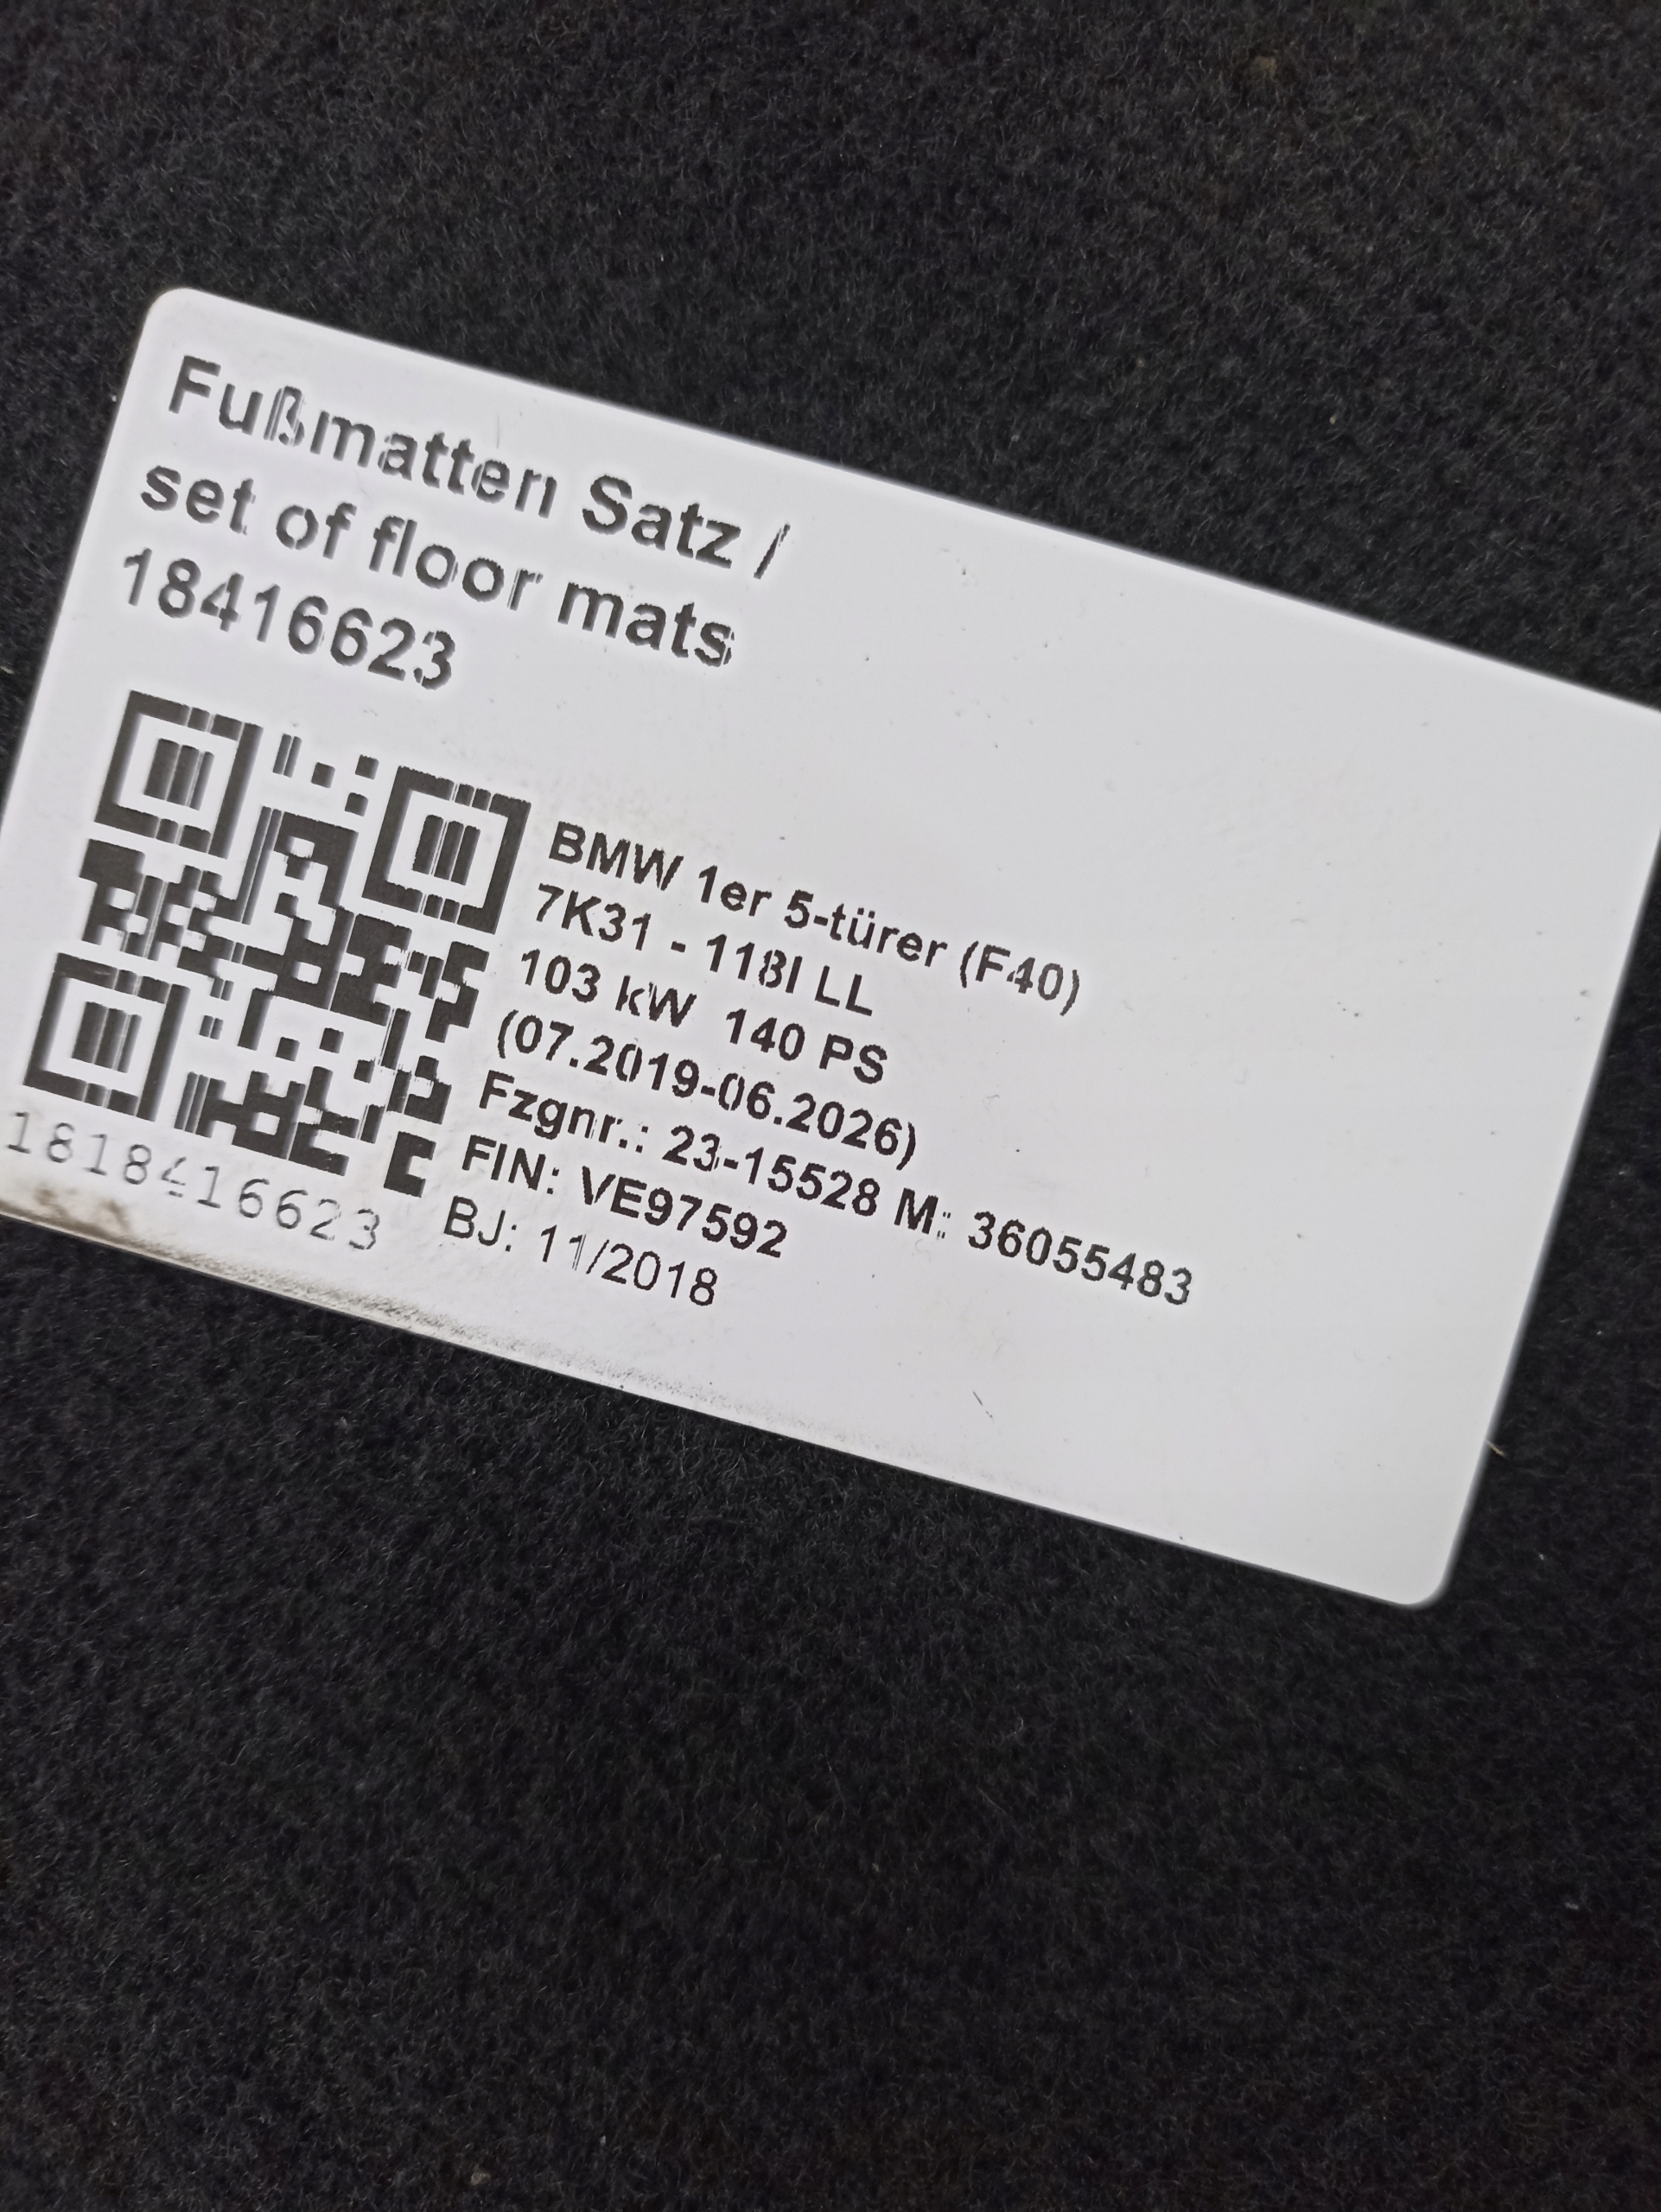 Fußmatten Satz /
set of floor mats
18416623
BMW 1er 5-türer (F40)
7K31 - 118I LL
103 kW 140 PS
(07.2019-06.2026)
Fzgnr.: 23-15528 M: 36055483
FIN: VE97592
BJ: 11/2018
1818416623